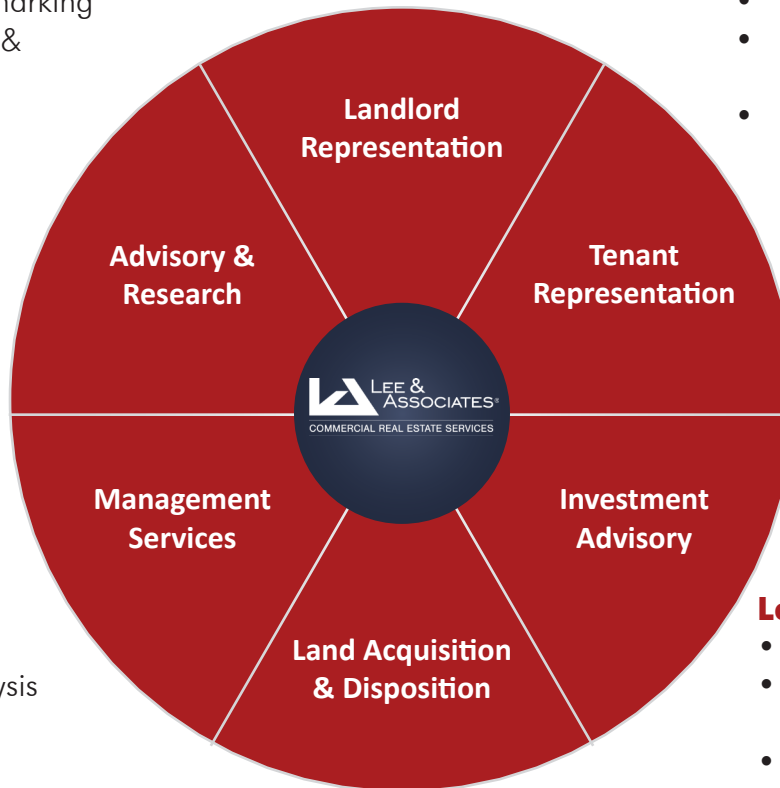 &
Landlord
Representation
Advisory &
Research
Tenant
Representation
LEE &
ASSOCIATES®
COMMERCIAL REAL ESTATE SERVICES
Management
Services
Investment
Advisory
Land Acquisition
& Disposition